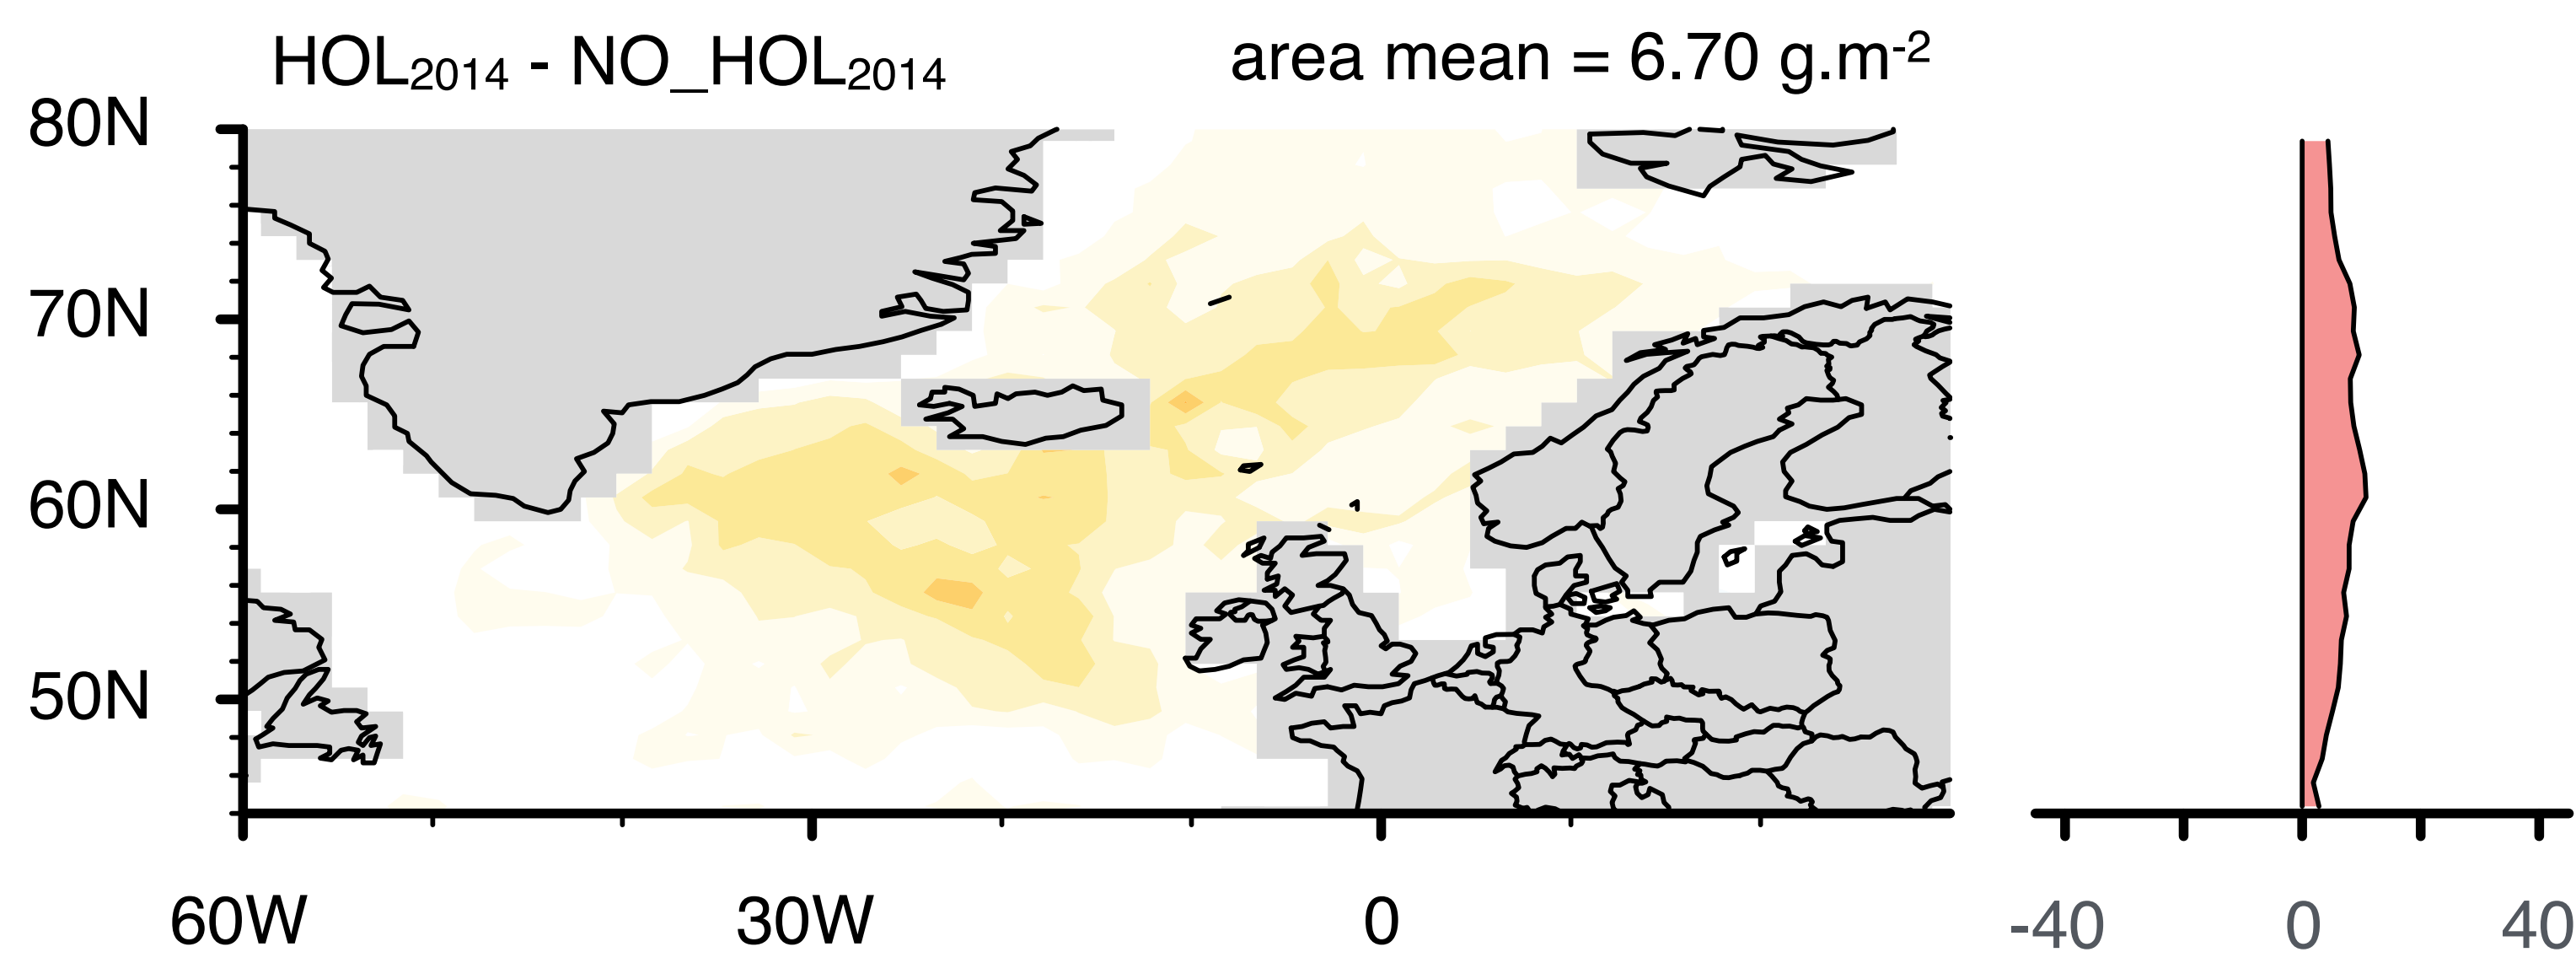 HOL2014 - NO_HOL2014 area mean = 6.70 g.m-2
80N
70N
60N
50N
60W 30W 0 -40 0 40